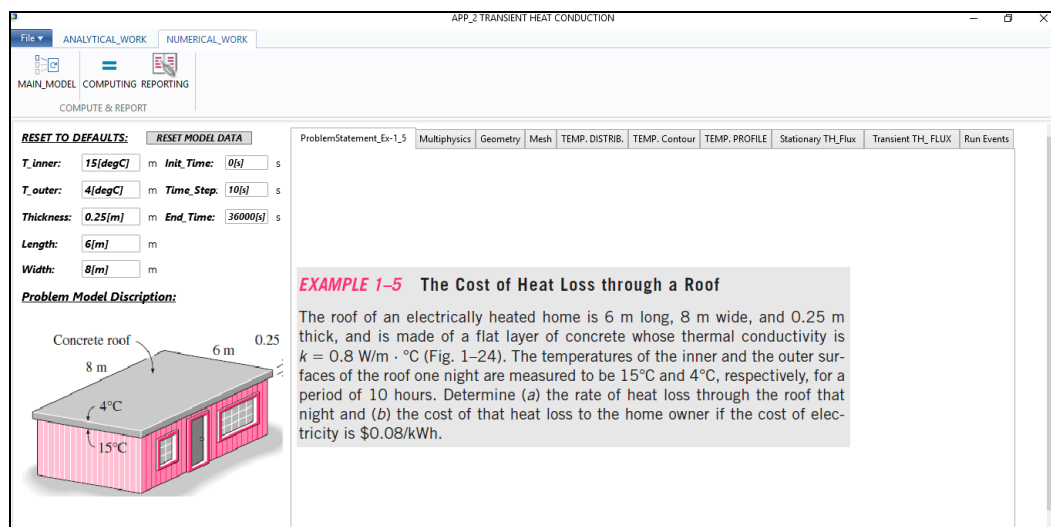 APP_2 TRANSIENT HEAT CONDUCTION
File ANALYTICAL_WORK NUMERICAL_WORK
MAIN_MODEL COMPUTING REPORTING
COMPUTE & REPORT
RESET TO DEFAULTS: RESET MODEL DATA
T_inner: 15[degC] m Init_Time: 0[s] s
T_outer: 4[degC] m Time_Step: 10[s] s
Thickness: 0.25[m] m End_Time: 36000[s] s
Length: 6[m] m
Width: 8[m] m
Problem Model Discription:
Concrete roof
6 m
0.25
8 m
4°C
15°C
ProblemStatement_Ex-1_5 Multiphysics Geometry Mesh TEMP. DISTRIB. TEMP. Contour TEMP. PROFILE Stationary TH_Flux Transient TH_ FLUX Run Events
EXAMPLE 1–5 The Cost of Heat Loss through a Roof
The roof of an electrically heated home is 6 m long, 8 m wide, and 0.25 m
thick, and is made of a flat layer of concrete whose thermal conductivity is
k = 0.8 W/m · °C (Fig. 1–24). The temperatures of the inner and the outer sur-
faces of the roof one night are measured to be 15°C and 4°C, respectively, for a
period of 10 hours. Determine (a) the rate of heat loss through the roof that
night and (b) the cost of that heat loss to the home owner if the cost of elec-
tricity is $0.08/kWh.